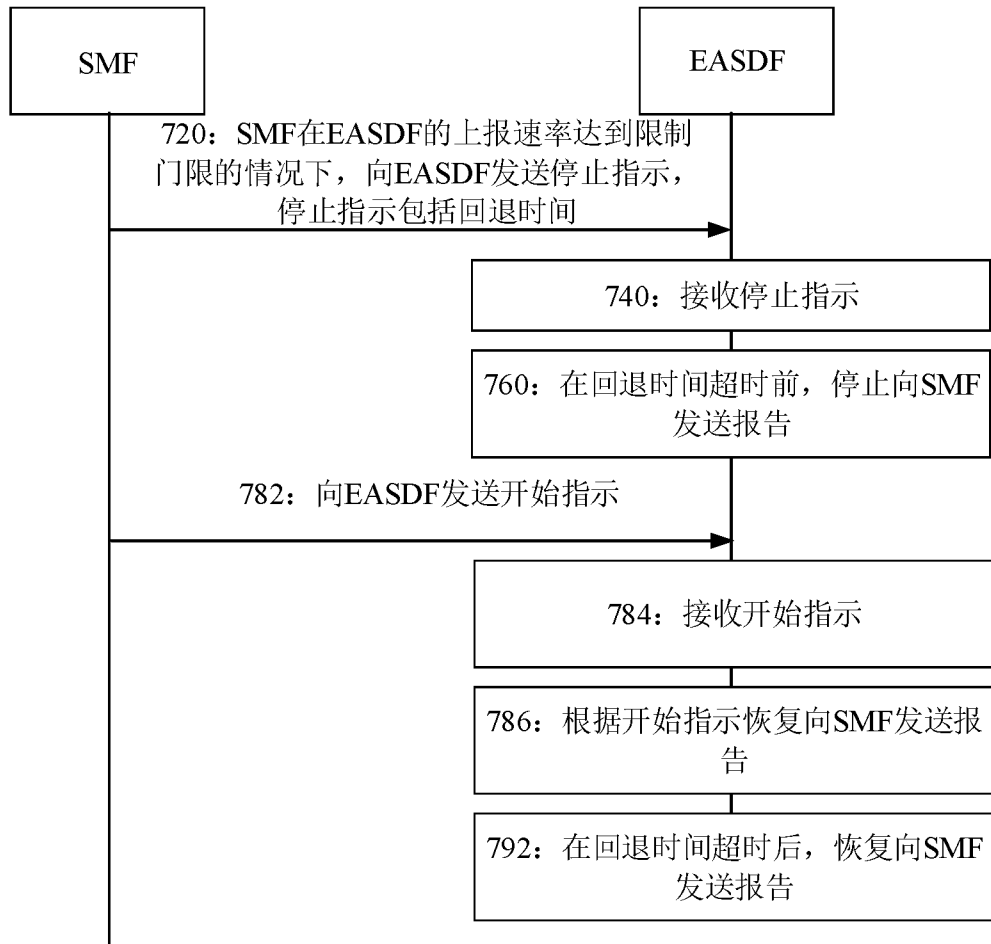 SMF
EASDF
720：SMF在EASDF的上报速率达到限制
门限的情况下，向EASDF发送停止指示，
停止指示包括回退时间
740：接收停止指示
760：在回退时间超时前，停止向SMF
发送报告
782：向EASDF发送开始指示
784：接收开始指示
786：根据开始指示恢复向SMF发送报
告
792：在回退时间超时后，恢复向SMF
发送报告